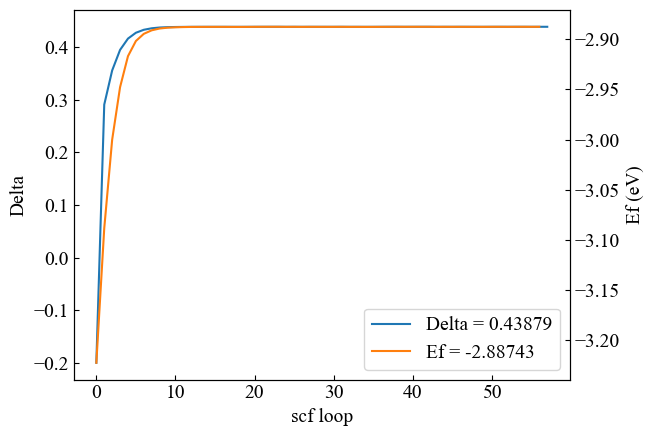 0.4
0.3
0.2
0.1
0.0
−0.1
−0.2
Delta
−2.90
−2.95
−3.00
−3.05
−3.10
−3.15
−3.20
Ef (eV)
Delta = 0.43879
Ef = -2.88743
0 10 20 30 40 50
scf loop